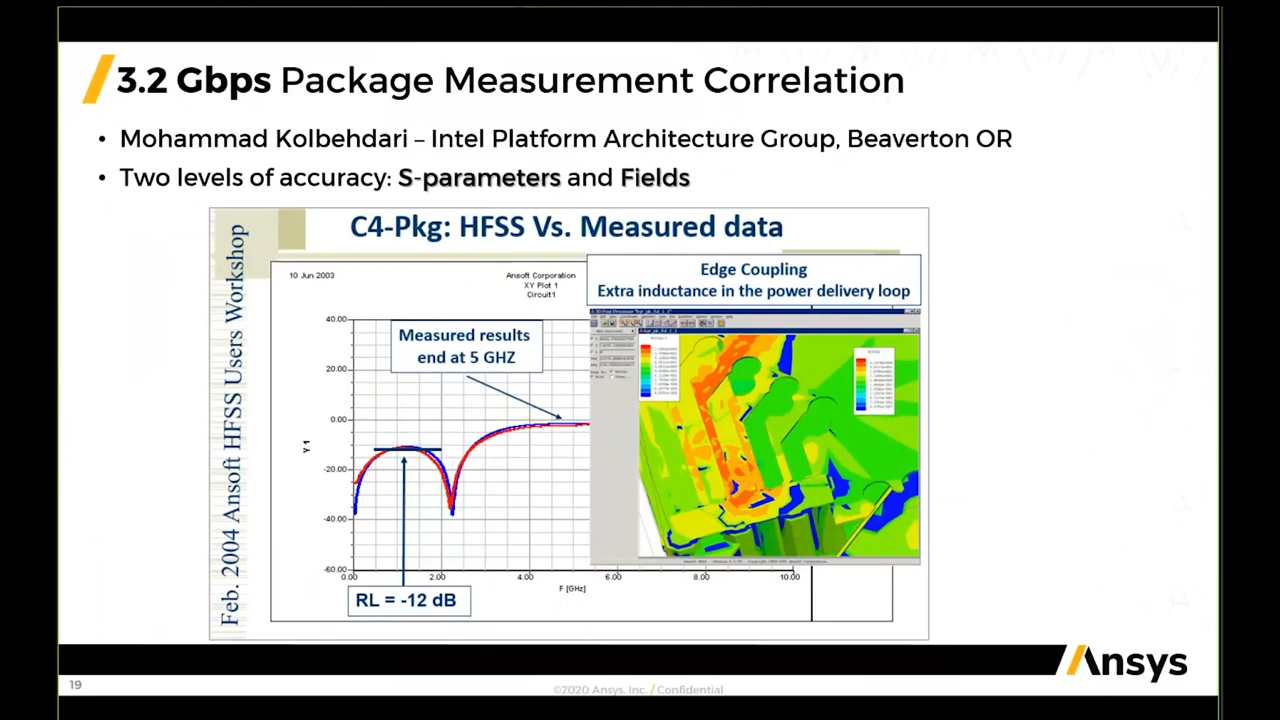 3.2 Gbps Package Measurement Correlation
• Mohammad Kolbehdari – Intel Platform Architecture Group, Beaverton OR
• Two levels of accuracy: S-parameters and Fields
Feb. 2004 Ansoft HFSS Users Workshop
C4-Pkg: HFSS Vs. Measured data
10 Jun 2003
Ansoft Corporation
XY Plot 1
Circuit1
Edge Coupling
Extra inductance in the power delivery loop
Measured results
end at 5 GHZ
40.00
20.00
0.00
-20.00
-40.00
-60.00
Y 1
0.00 2.00 4.00 6.00 8.00 10.00
F [GHz]
RL = -12 dB
Ansys
19
©2020 Ansys, Inc. / Confidential